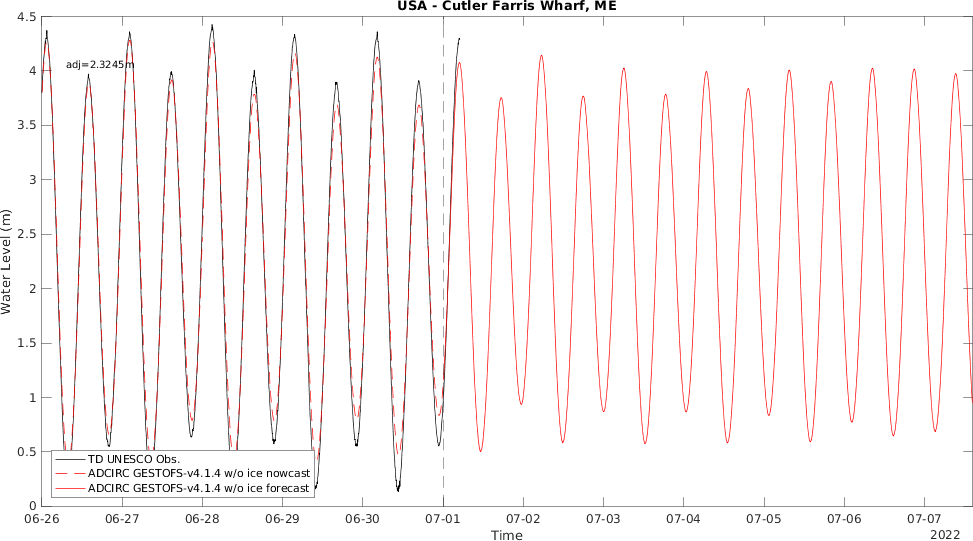 USA - Cutler Farris Wharf, ME
4.5
4
3.5
3
2.5
2
1.5
1
0.5
0
Water Level (m)
adj=2.3245m
TD UNESCO Obs.
ADCIRC GESTOFS-v4.1.4 w/o ice nowcast
ADCIRC GESTOFS-v4.1.4 w/o ice forecast
06-26 06-27 06-28 06-29 06-30 07-01 07-02 07-03 07-04 07-05 07-06 07-07
Time
2022